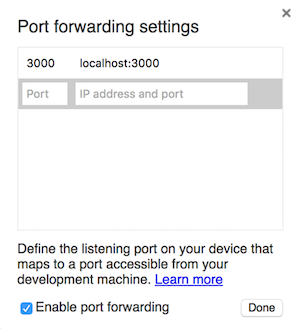 Port forwarding settings
3000 localhost:3000
Port IP address and port
Define the listening port on your device that
maps to a port accessible from your
development machine. Learn more
Enable port forwarding Done